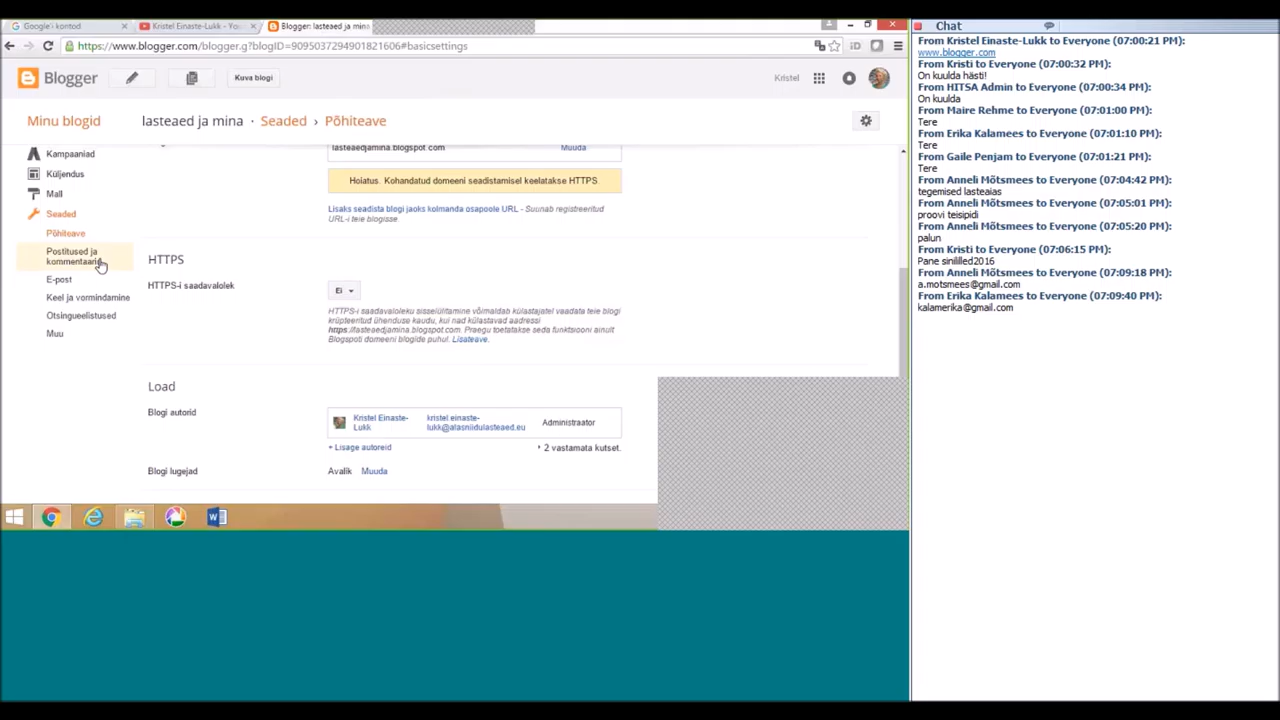 Google'i kontod
Kristel Einaste-Lukk - You
Blogger: lasteaed ja mina
https://www.blogger.com/blogger.g?blogID=9095037294901821606#basicsettings
Blogger
Kuva blogi
Kristel
Minu blogid
lasteaed ja mina · Seaded › Põhiteave
Kampaaniad
Küljendus
Mall
Seaded
Põhiteave
Postitused ja
kommentaarid
E-post
Keel ja vormindamine
Otsingueelistused
Muu
lasteaedjamina.blogspot.com
Muuda
Hoiatus. Kohandatud domeeni seadistamisel keelatakse HTTPS.
Lisaks seadista blogi jaoks kolmanda osapoole URL - Suunab registreeritud
URL-i teie blogisse.
HTTPS
HTTPS-i saadavalolek
Ei
HTTPS-i saadavaloleku sisselülitamine võimaldab külastajatel vaadata teie blogi
krüpteeritud ühenduse kaudu, kui nad külastavad aadressi
https://lasteaedjamina.blogspot.com. Praegu toetatakse seda funktsiooni ainult
Blogspoti domeeni blogide puhul. Lisateave.
Load
Blogi autorid
Kristel Einaste-
Lukk
kristel.einaste-
lukk@alasniidulasteaed.eu
Administraator
+ Lisage autoreid
2 vastamata kutset.
Blogi lugejad
Avalik Muuda
Chat
From Kristel Einaste-Lukk to Everyone (07:00:21 PM):
www.blogger.com
From Kristi to Everyone (07:00:32 PM):
On kuulda hästi!
From HITSA Admin to Everyone (07:00:34 PM):
On kuulda
From Maire Rehme to Everyone (07:01:00 PM):
Tere
From Erika Kalamees to Everyone (07:01:10 PM):
Tere
From Gaile Penjam to Everyone (07:01:21 PM):
Tere
From Anneli Mõtsmees to Everyone (07:04:42 PM):
tegemised lasteaias
From Anneli Mõtsmees to Everyone (07:05:01 PM):
proovi teisipidi
From Anneli Mõtsmees to Everyone (07:05:20 PM):
palun
From Kristi to Everyone (07:06:15 PM):
Pane sinililled2016
From Anneli Mõtsmees to Everyone (07:09:18 PM):
a.motsmees@gmail.com
From Erika Kalamees to Everyone (07:09:40 PM):
kalamerika@gmail.com